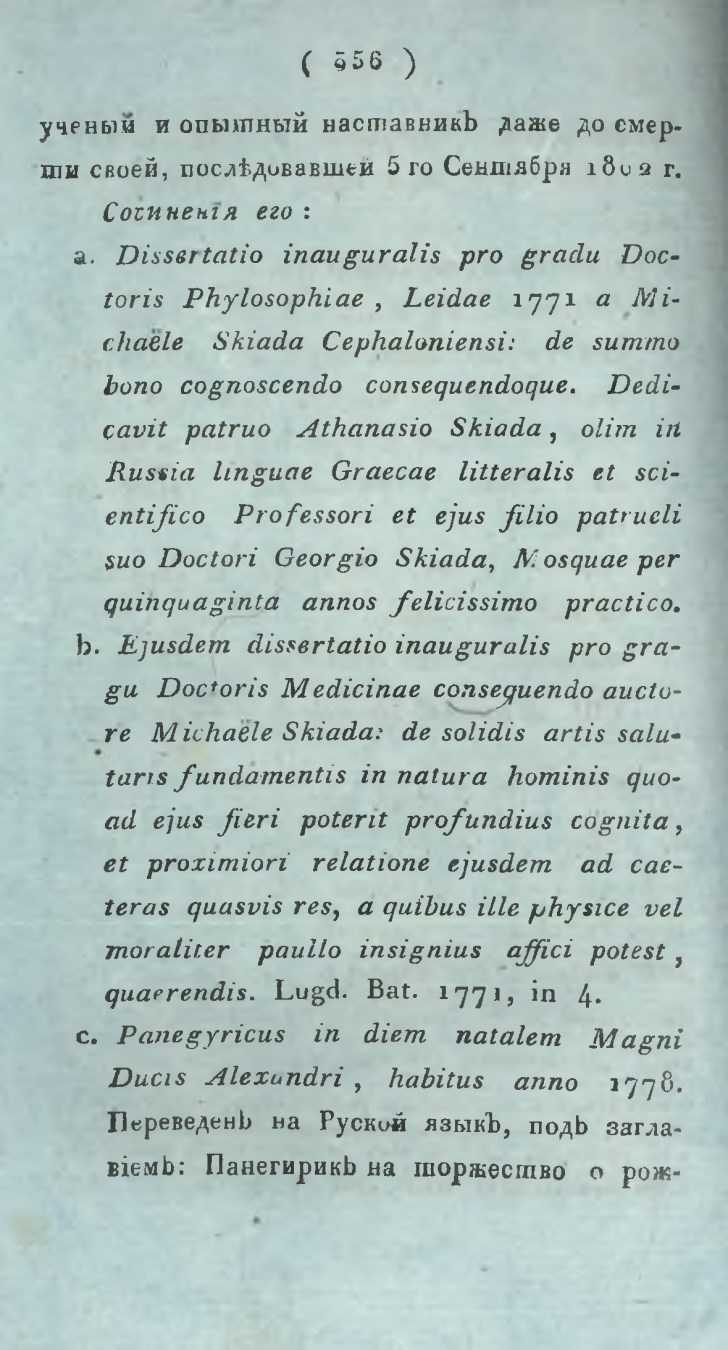 ( 356 )
ученый и опытный наставникъ даже до смер-
ти своей, послѣдовавшей 5 го Сентября 1802 г.
Сочиненія его :
a. Dissertatio inauguralis pro gradu Doc-
toris Phylosophiae , Leidae 1771 a Mi-
chaële Skiada Cephaloniensi: de summo
bono cognoscendo consequendoque. Dedi-
cavit patruo Athanasio Skiada , olim in
Russia linguae Graecae litteralis et sci-
entifico Professori et ejus filio patrueli
suo Doctori Georgio Skiada, Mosquae per
quinquaginta annos felicissimo practico.
b. Ejusdem dissertatio inauguralis pro gra-
gu Doctoris Medicinae consequendo aucto-
re Michaële Skiada: de solidis artis salu-
taris fundamentis in natura hominis quo-
ad ejus fieri poterit profundius cognita ,
et proximiori relatione ejusdem ad cae-
teras quasvis res, a quibus ille physice vel
moraliter paullo insignius affici potest ,
quaerendis. Lugd. Bat. 1771, in 4.
c. Panegyricus in diem natalem Magni
Ducis Alexandri , habitus anno 1778.
Переведенъ на Руской языкъ, подъ загла-
віемъ: Панегирикъ на торжество о рож-